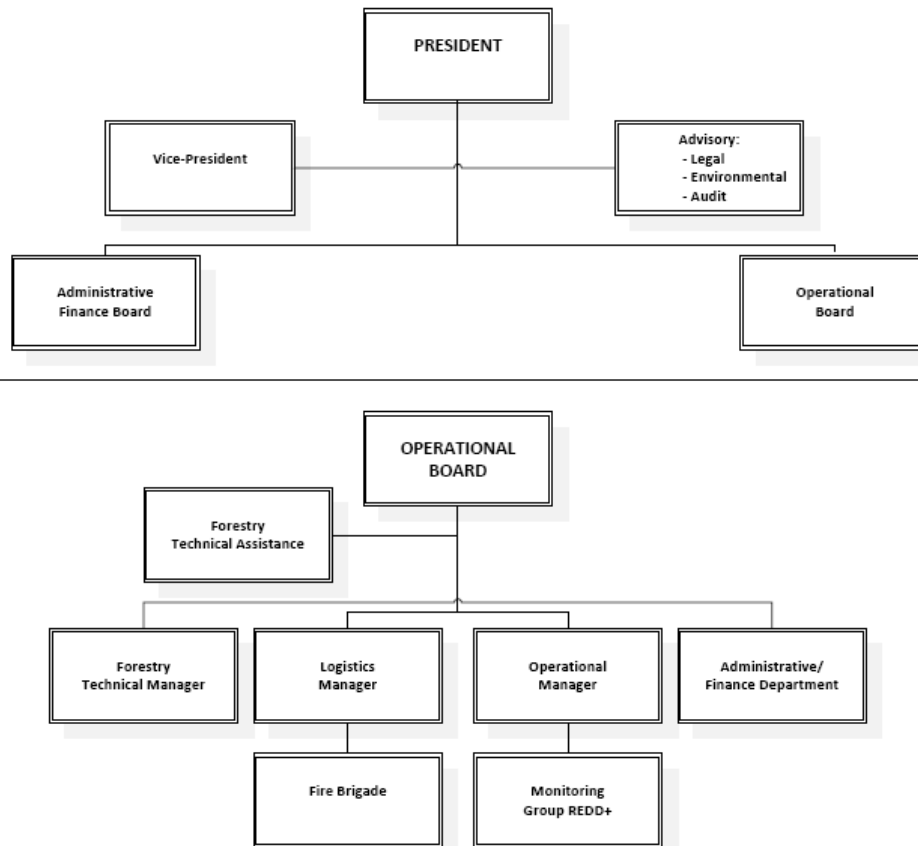 PRESIDENT
Vice-President
Advisory:
- Legal
- Environmental
- Audit
Administrative
Finance Board
Operational
Board
OPERATIONAL
BOARD
Forestry
Technical Assistance
Forestry
Technical Manager
Logistics
Manager
Operational
Manager
Administrative/
Finance Department
Fire Brigade
Monitoring
Group REDD+